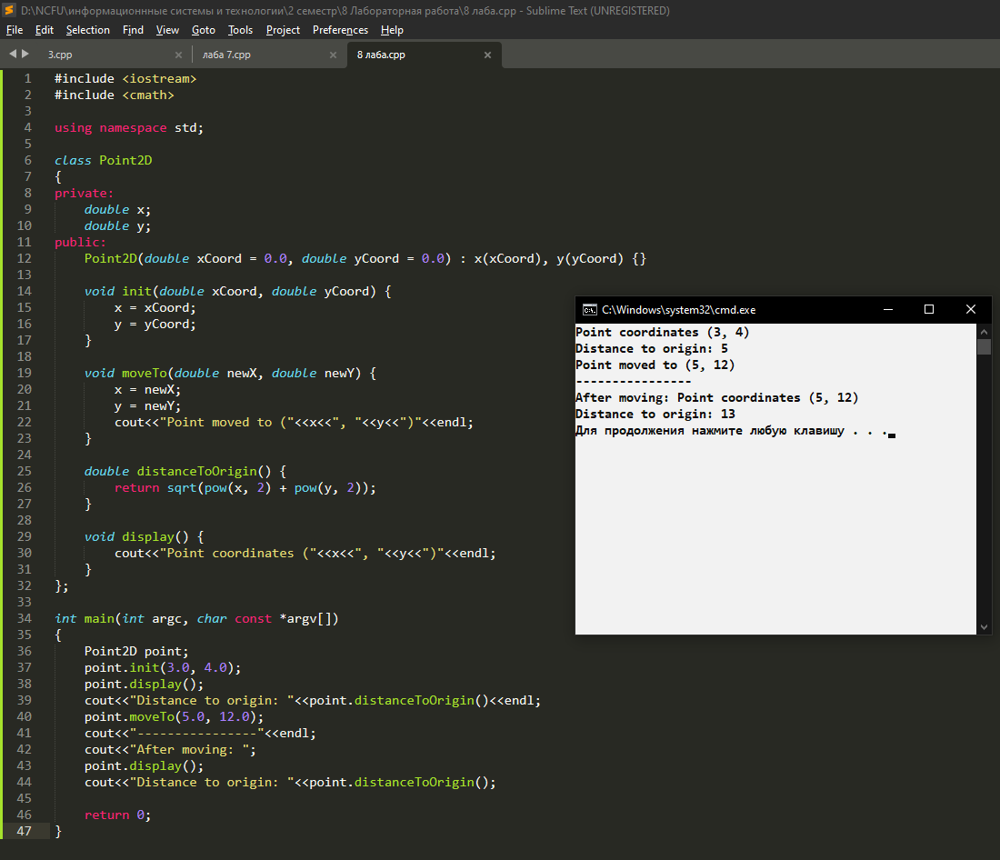 D:\NCFU\информационнные системы и технологии\2 семестр\8 Лабораторная работа\8 лаба.cpp - Sublime Text (UNREGISTERED)
File Edit Selection Find View Goto Tools Project Preferences Help
3.cpp × лаба 7.cpp × 8 лаба.cpp ×
1 #include <iostream>
2 #include <cmath>
3
4 using namespace std;
5
6 class Point2D
7 {
8 private:
9     double x;
10     double y;
11 public:
12     Point2D(double xCoord = 0.0, double yCoord = 0.0) : x(xCoord), y(yCoord) {}
13
14     void init(double xCoord, double yCoord) {
15         x = xCoord;
16         y = yCoord;
17     }
18
19     void moveTo(double newX, double newY) {
20         x = newX;
21         y = newY;
22         cout<<"Point moved to ("<<x<<", "<<y<<")"<<endl;
23     }
24
25     double distanceToOrigin() {
26         return sqrt(pow(x, 2) + pow(y, 2));
27     }
28
29     void display() {
30         cout<<"Point coordinates ("<<x<<", "<<y<<")"<<endl;
31     }
32 };
33
34 int main(int argc, char const *argv[])
35 {
36     Point2D point;
37     point.init(3.0, 4.0);
38     point.display();
39     cout<<"Distance to origin: "<<point.distanceToOrigin()<<endl;
40     point.moveTo(5.0, 12.0);
41     cout<<"----------------"<<endl;
42     cout<<"After moving: ";
43     point.display();
44     cout<<"Distance to origin: "<<point.distanceToOrigin();
45
46     return 0;
47 }
C:\Windows\system32\cmd.exe
Point coordinates (3, 4)
Distance to origin: 5
Point moved to (5, 12)
----------------
After moving: Point coordinates (5, 12)
Distance to origin: 13
Для продолжения нажмите любую клавишу . . .